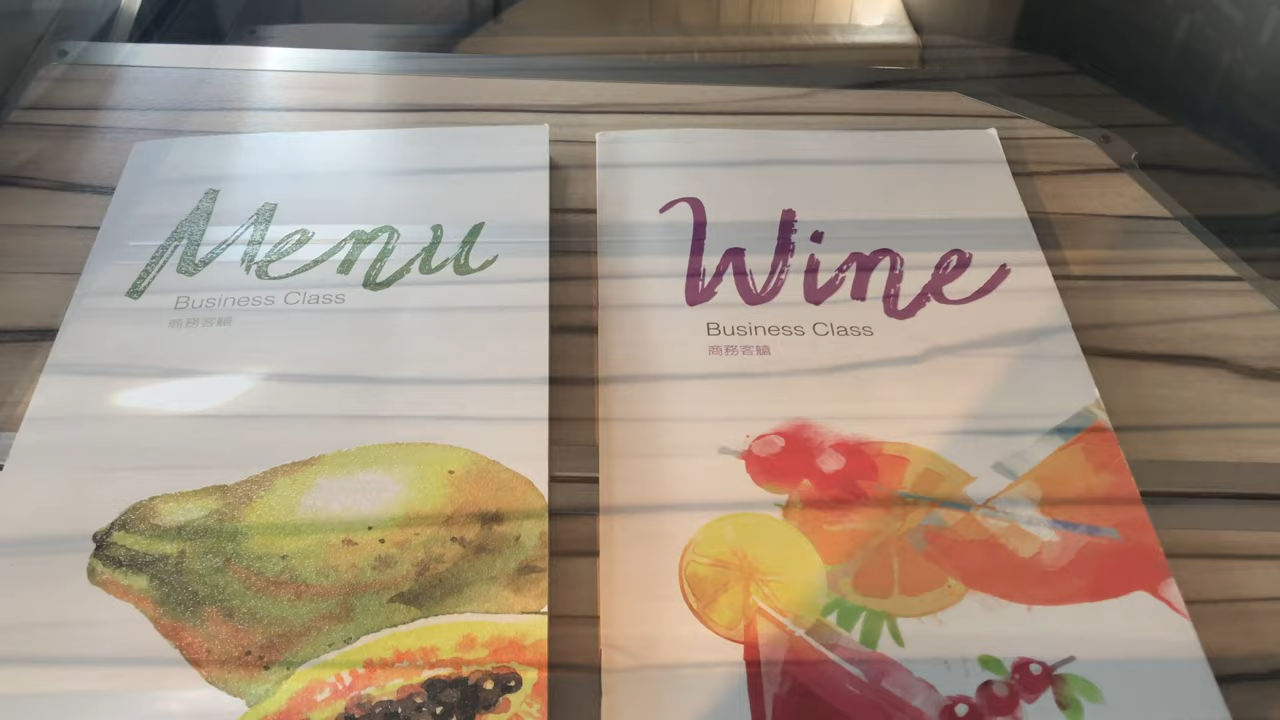 Menu
Business Class
商務客艙
Wine
Business Class
商務客艙